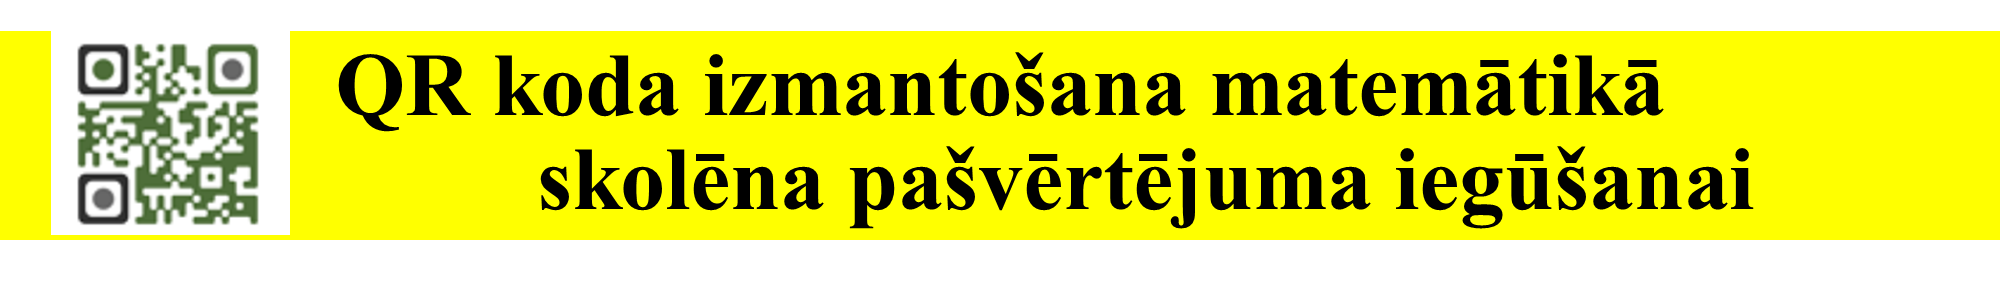 QR koda izmantošana matemātikā
skolēna pašvērtējuma iegūšanai